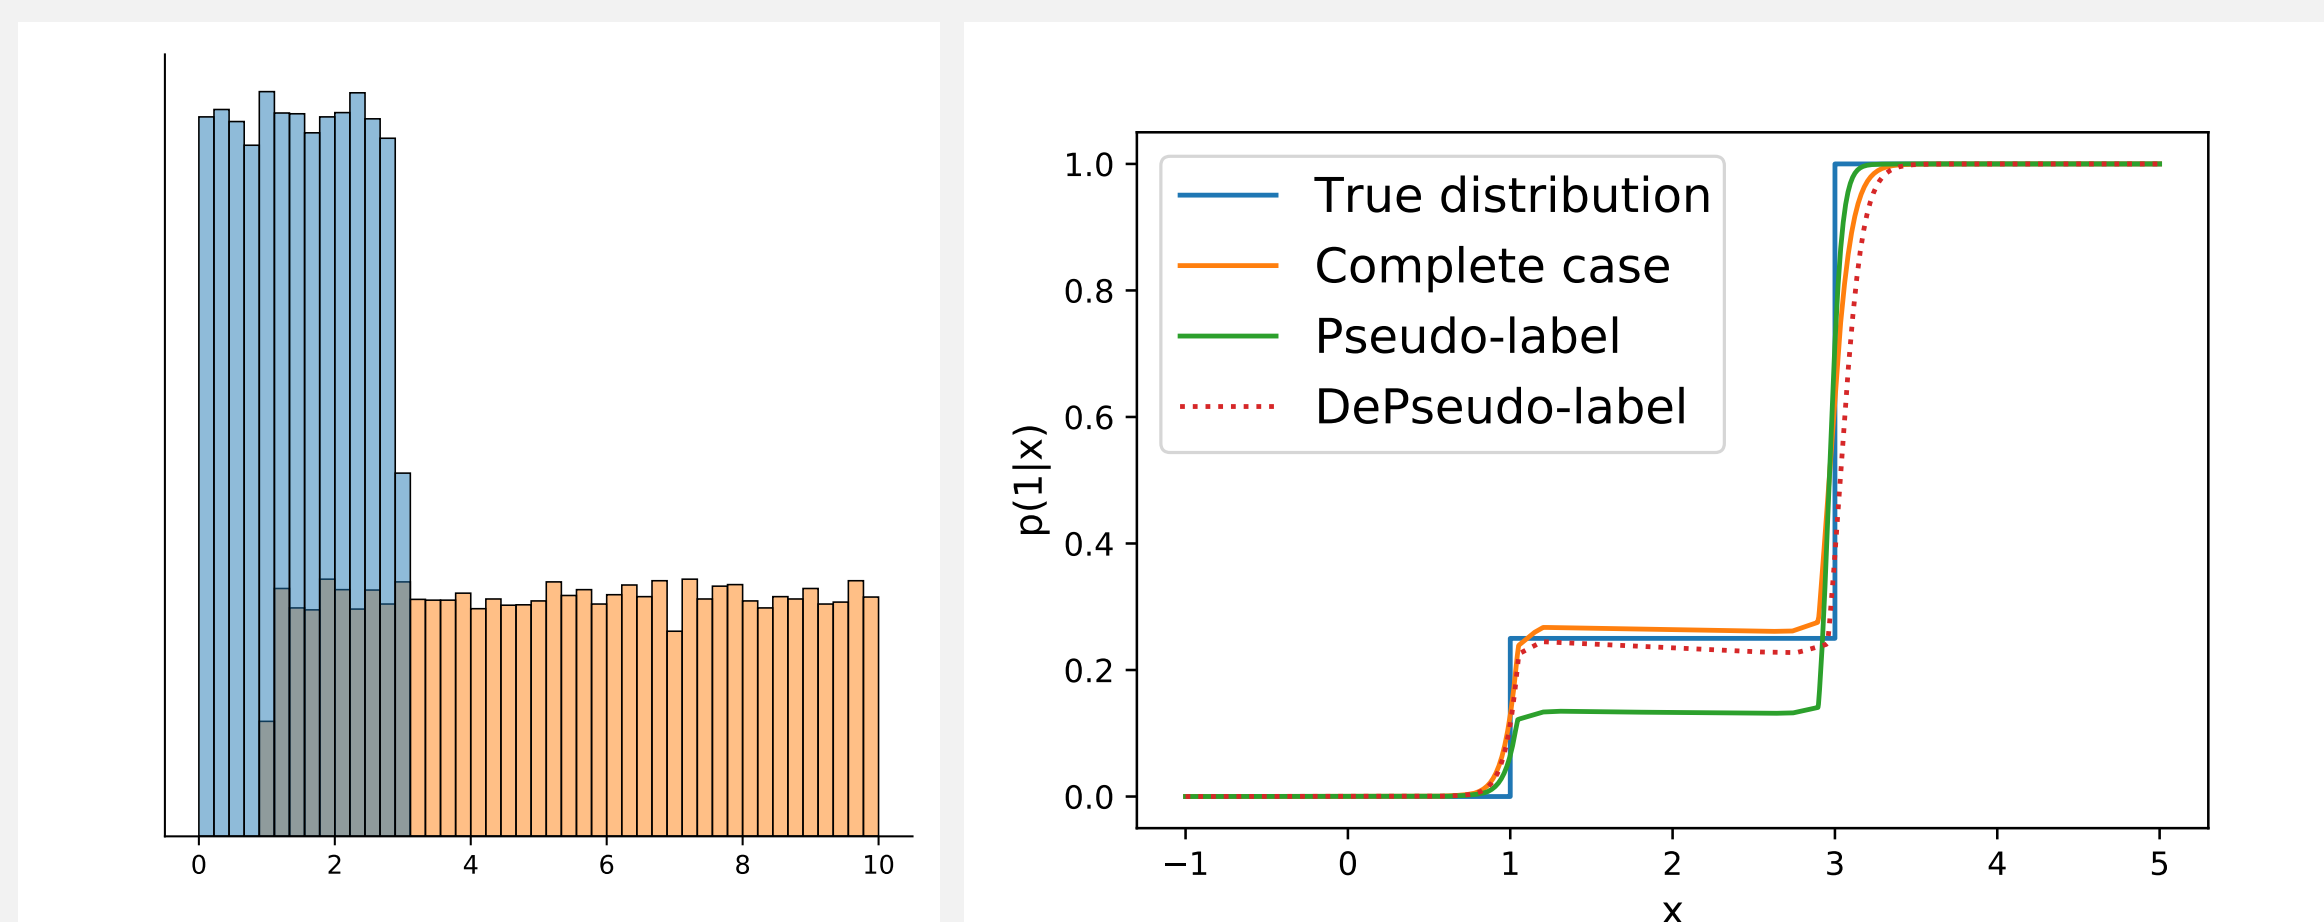 0 2 4 6 8 10
p(1|x)
1.0
0.8
0.6
0.4
0.2
0.0
True distribution
Complete case
Pseudo-label
DePseudo-label
−1 0 1 2 3 4 5
x